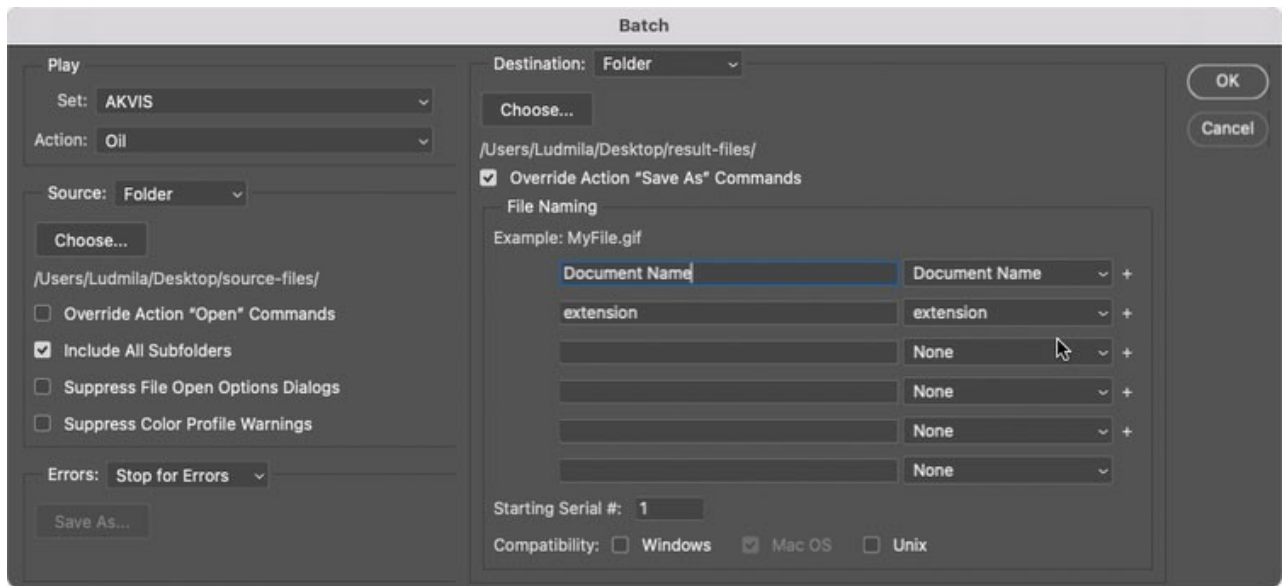 Batch
Play
Set: AKVIS
Action: Oil
Source: Folder
Choose...
/Users/Ludmila/Desktop/source-files/
Override Action “Open” Commands
Include All Subfolders
Suppress File Open Options Dialogs
Suppress Color Profile Warnings
Errors: Stop for Errors
Save As...
Destination: Folder
Choose...
/Users/Ludmila/Desktop/result-files/
Override Action “Save As” Commands
File Naming
Example: MyFile.gif
Document Name Document Name +
extension extension +
None +
None +
None +
None
Starting Serial #: 1
Compatibility: Windows Mac OS Unix
OK
Cancel